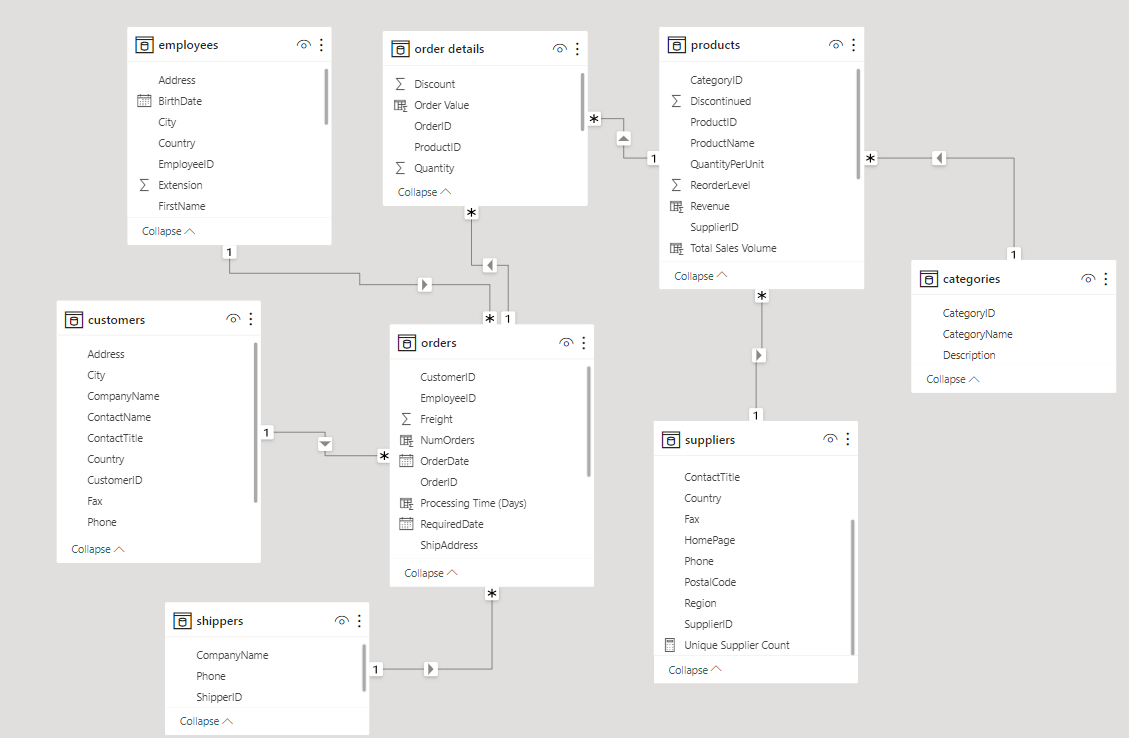 employees
Address
BirthDate
City
Country
EmployeeID
Extension
FirstName
Collapse
1
order details
Discount
Order Value
OrderID
ProductID
Quantity
Collapse
*
*
products
CategoryID
Discontinued
ProductID
ProductName
QuantityPerUnit
ReorderLevel
Revenue
SupplierID
Total Sales Volume
Collapse
1
*
*
categories
CategoryID
CategoryName
Description
Collapse
1
customers
Address
City
CompanyName
ContactName
ContactTitle
Country
CustomerID
Fax
Phone
Collapse
1
orders
CustomerID
EmployeeID
Freight
NumOrders
OrderDate
OrderID
Processing Time (Days)
RequiredDate
ShipAddress
Collapse
* 1
*
*
suppliers
ContactTitle
Country
Fax
HomePage
Phone
PostalCode
Region
SupplierID
Unique Supplier Count
Collapse
1
shippers
CompanyName
Phone
ShipperID
Collapse
1